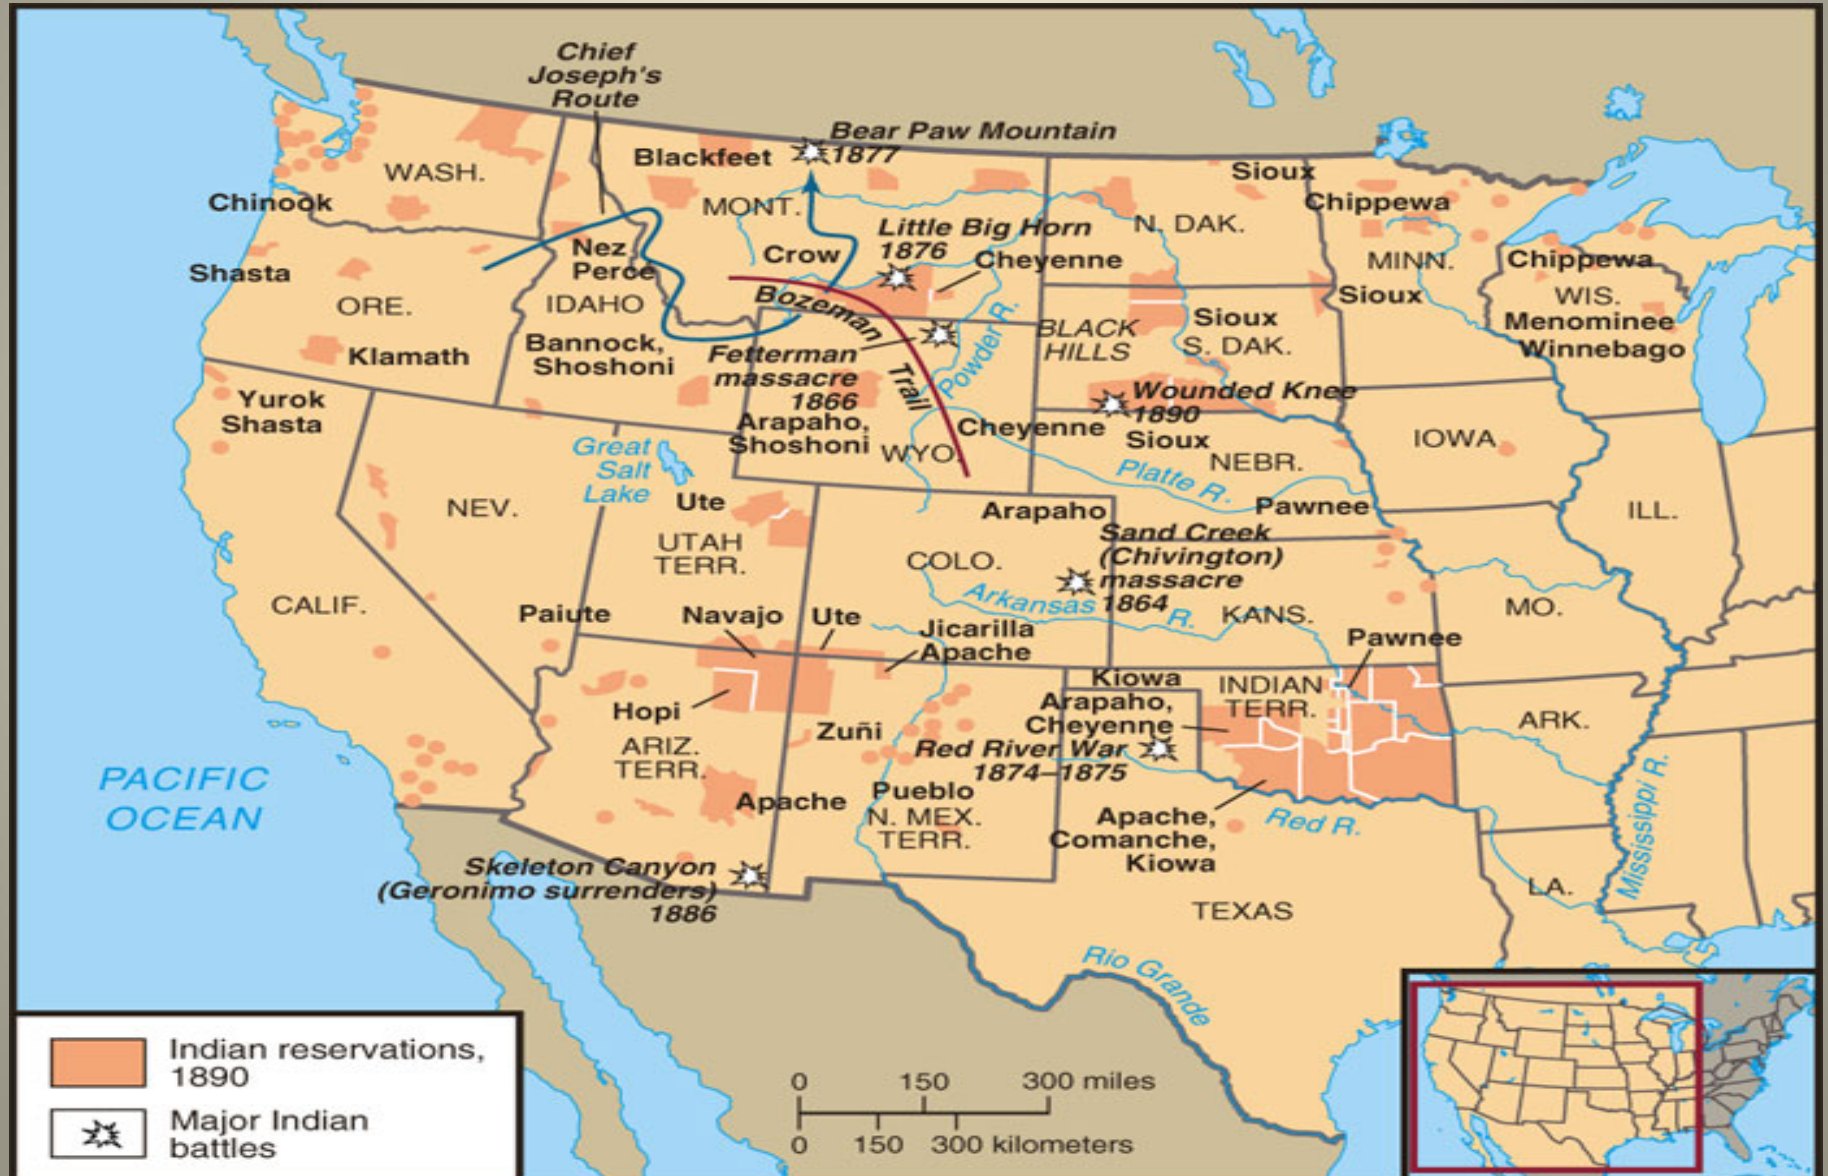 Chief
Joseph's
Route
Bear Paw Mountain
1877
Blackfeet
WASH.
Sioux
Chinook
MONT.
Chippewa
Little Big Horn
1876
N. DAK.
Nez
Perce
Crow
Cheyenne
MINN.
Chippewa
Shasta
ORE.
IDAHO
Bozeman
Trail
Powder R.
Sioux
WIS.
Menominee
Winnebago
BLACK
HILLS
Sioux
S. DAK.
Klamath
Bannock,
Shoshoni
Fetterman
massacre
1866
Wounded Knee
1890
Yurok
Shasta
Arapaho,
Shoshoni
WYO.
Cheyenne
Sioux
NEBR.
IOWA
Great
Salt
Lake
Platte R.
NEV.
Ute
Arapaho
Pawnee
ILL.
UTAH
TERR.
COLO.
Sand Creek
(Chivington)
massacre
1864
CALIF.
Arkansas
R.
KANS.
MO.
Paiute
Navajo
Ute
Jicarilla
Apache
Pawnee
Kiowa
INDIAN
TERR.
Arapaho,
Cheyenne
Hopi
Zuñi
ARK.
ARIZ.
TERR.
Red River War
1874–1875
PACIFIC
OCEAN
Apache
Pueblo
N. MEX.
TERR.
Apache,
Comanche,
Kiowa
Red R.
Mississippi R.
Skeleton Canyon
(Geronimo surrenders)
1886
LA.
TEXAS
Rio Grande
Indian reservations,
1890
Major Indian
battles
0 150 300 miles
0 150 300 kilometers